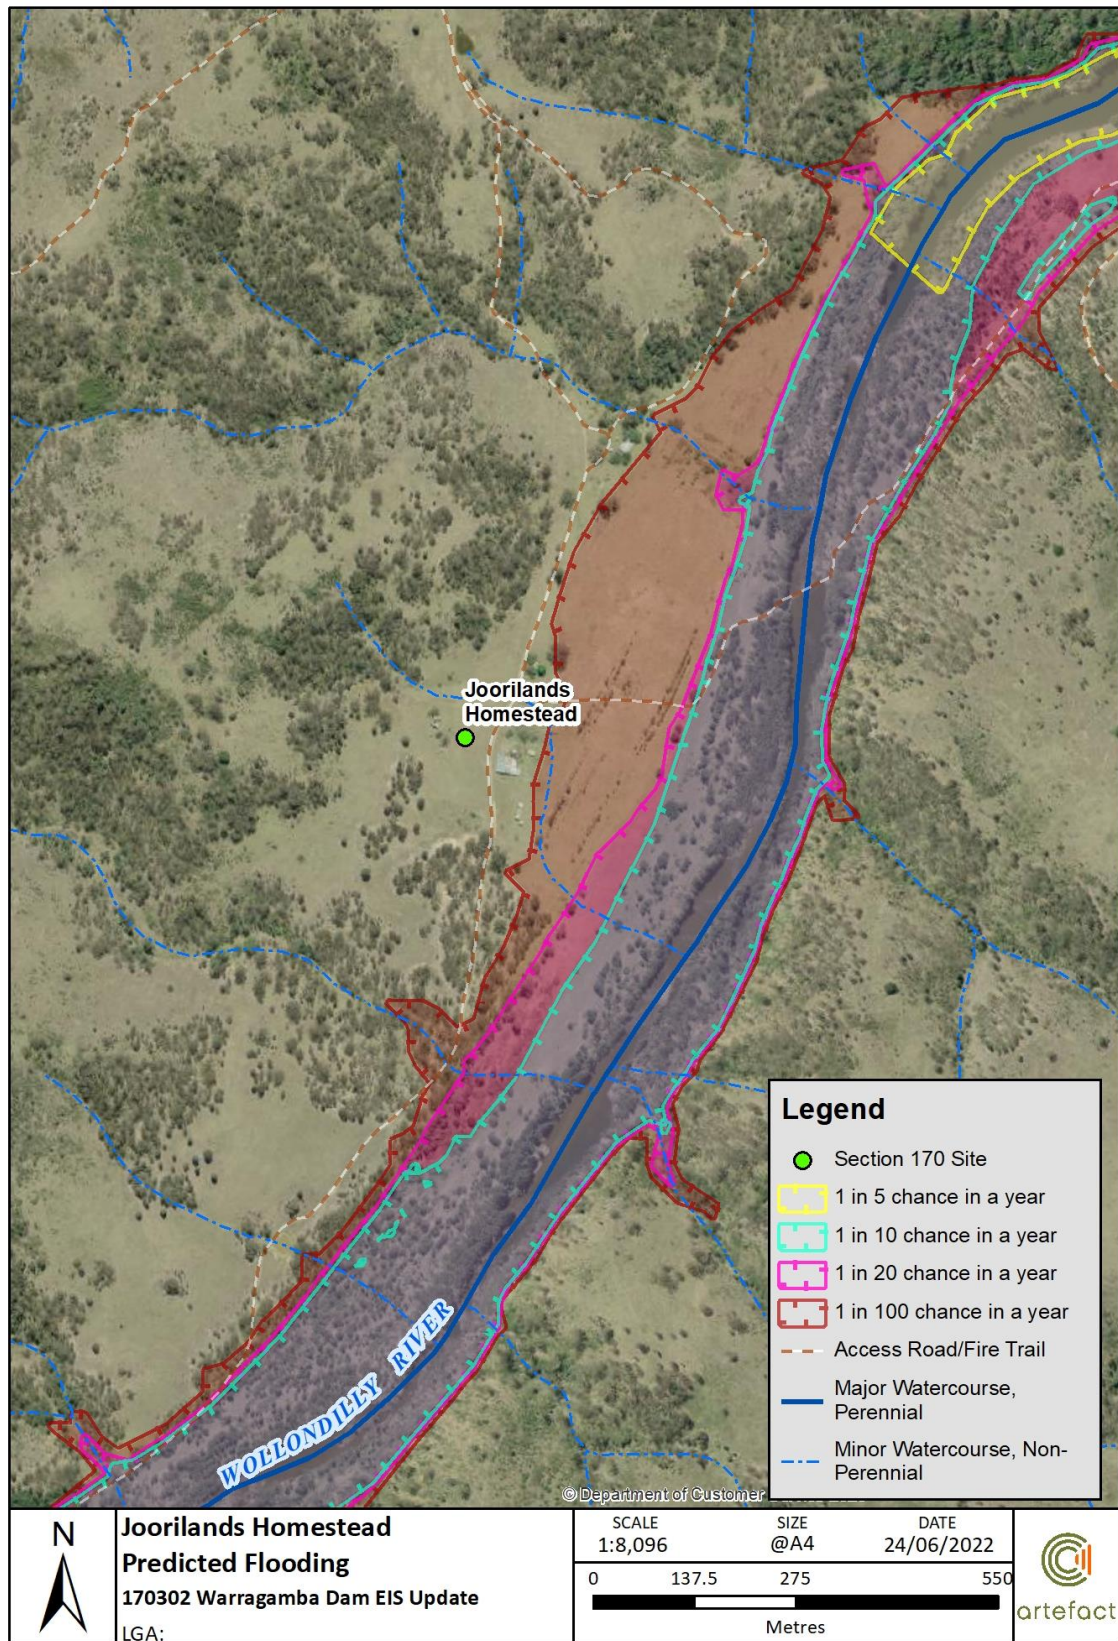 Joorilands
Homestead
WOLLONDILLY RIVER
Legend
Section 170 Site
1 in 5 chance in a year
1 in 10 chance in a year
1 in 20 chance in a year
1 in 100 chance in a year
Access Road/Fire Trail
Major Watercourse,
Perennial
Minor Watercourse, Non-
Perennial
© Department of Customer
N
Joorilands Homestead
Predicted Flooding
170302 Warragamba Dam EIS Update
LGA:
SCALE
1:8,096
SIZE
@A4
DATE
24/06/2022
0 137.5 275 550
Metres
artefact